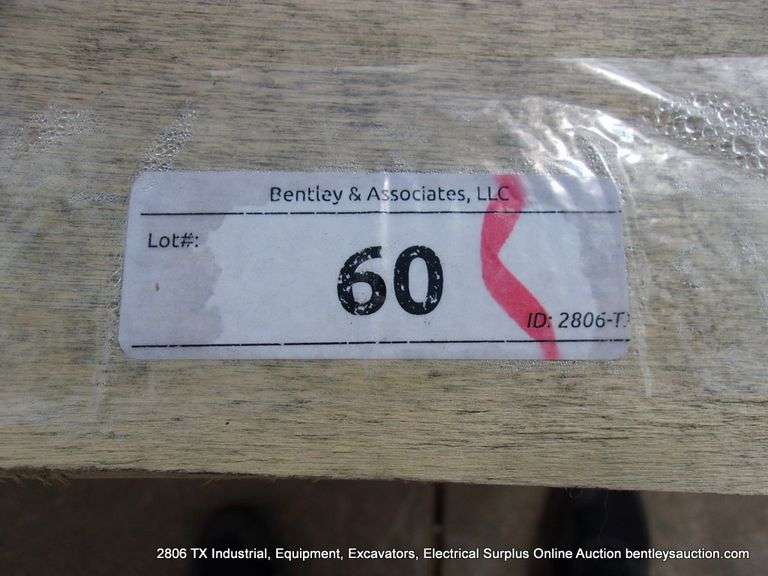 Bentley & Associates, LLC
Lot#:
60
ID: 2806-T
2806 TX Industrial, Equipment, Excavators, Electrical Surplus Online Auction bentleysauction.com